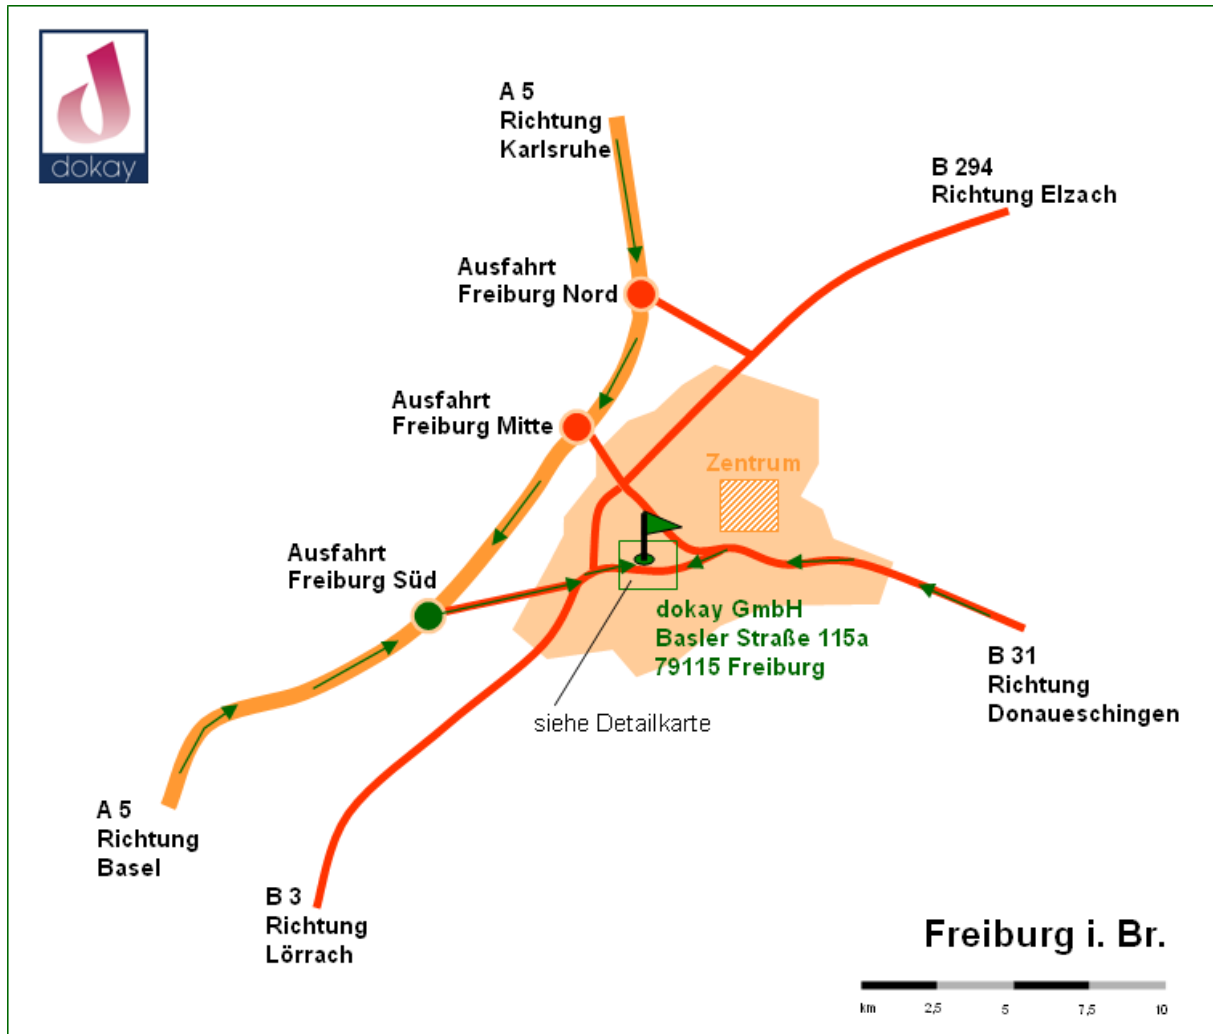 dokay
A 5
Richtung
Karlsruhe
B 294
Richtung Elzach
Ausfahrt
Freiburg Nord
Ausfahrt
Freiburg Mitte
Zentrum
Ausfahrt
Freiburg Süd
dokay GmbH
Basler Straße 115a
79115 Freiburg
B 31
Richtung
Donaueschingen
siehe Detailkarte
A 5
Richtung
Basel
B 3
Richtung
Lörrach
Freiburg i. Br.
km 2,5 5 7,5 10